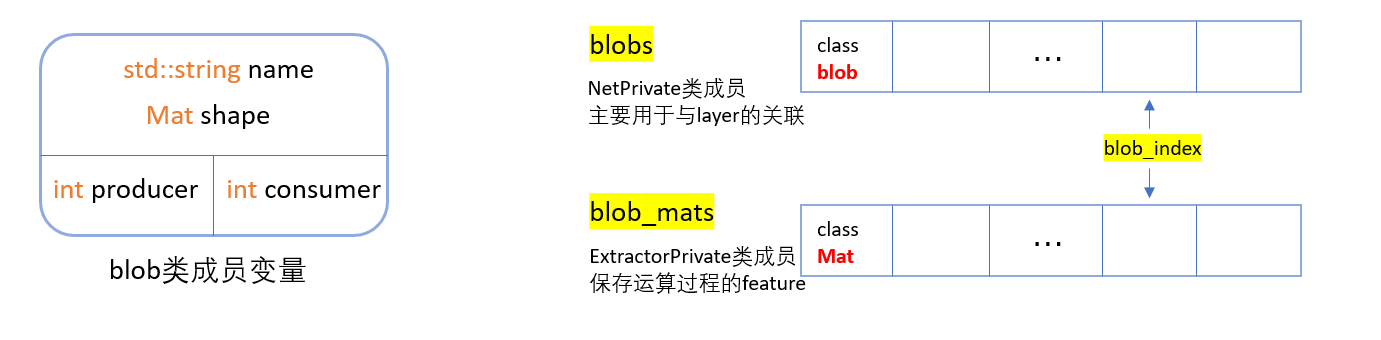 std::string name
Mat shape
int producer
int consumer
blob类成员变量
blobs
NetPrivate类成员
主要用于与layer的关联
class
blob
...
blob_index
blob_mats
ExtractorPrivate类成员
保存运算过程的feature
class
Mat
...